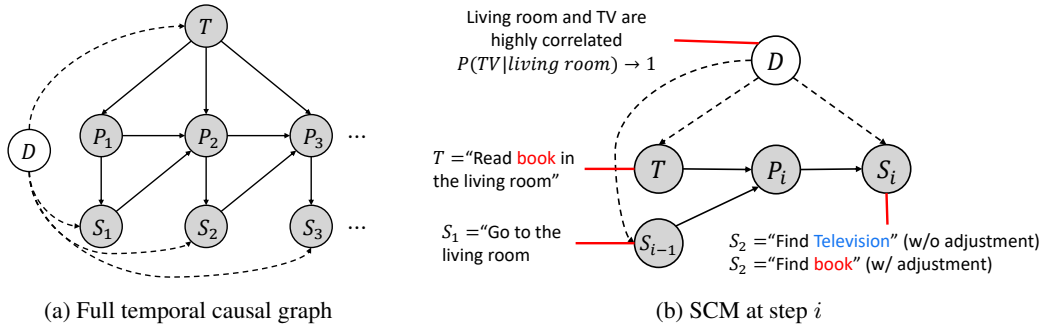 T
D
P₁
P₂
P₃
...
S₁
S₂
S₃
...
(a) Full temporal causal graph
Living room and TV are
highly correlated
P(TV|living room) → 1
D
T ="Read book in
the living room"
T
Pᵢ
Sᵢ
S₁ ="Go to the
living room
Sᵢ₋₁
S₂ ="Find Television" (w/o adjustment)
S₂ ="Find book" (w/ adjustment)
(b) SCM at step i